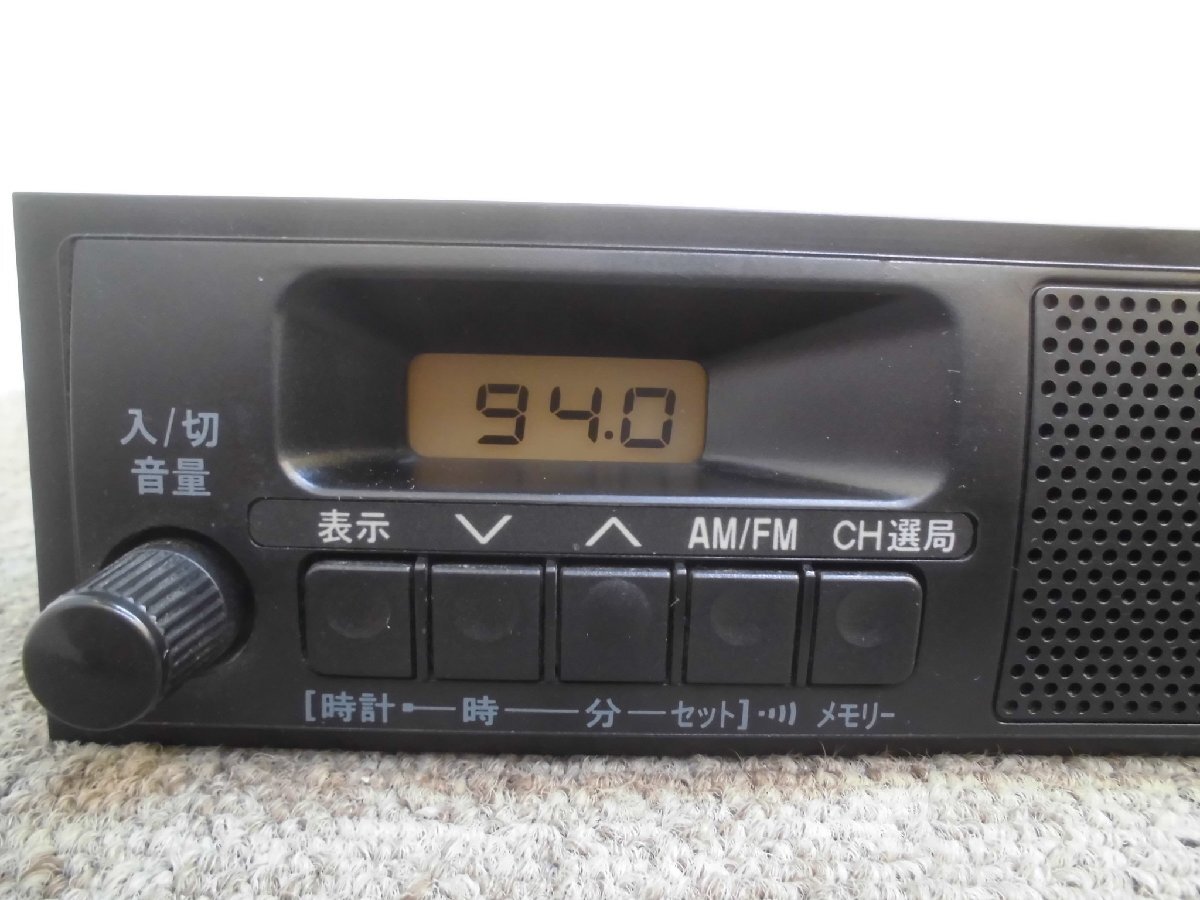 94.0
入/切
音量
表示 ∨ ∧ AM/FM CH選局
[時計 時 分 セット] メモリー